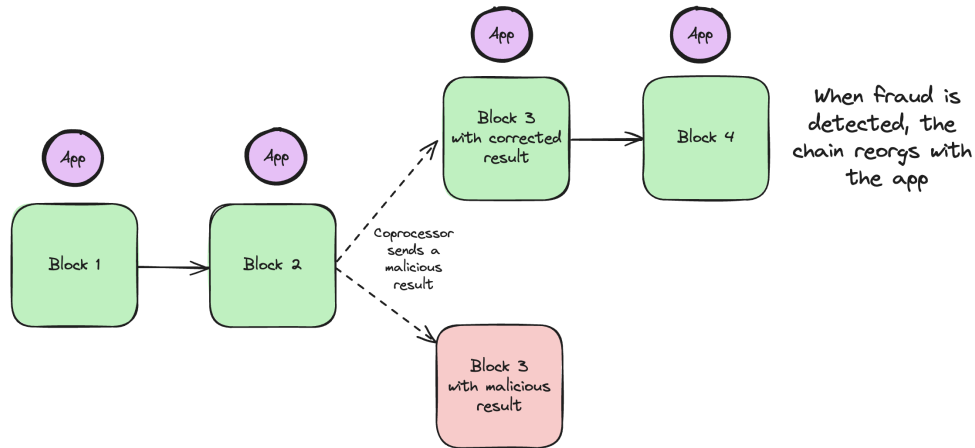 App
App
When fraud is
detected, the
chain reorgs with
the app
Block 3
with corrected
result
Block 4
App
App
Coprocessor
sends a
malicious
result
Block 1
Block 2
Block 3
with malicious
result